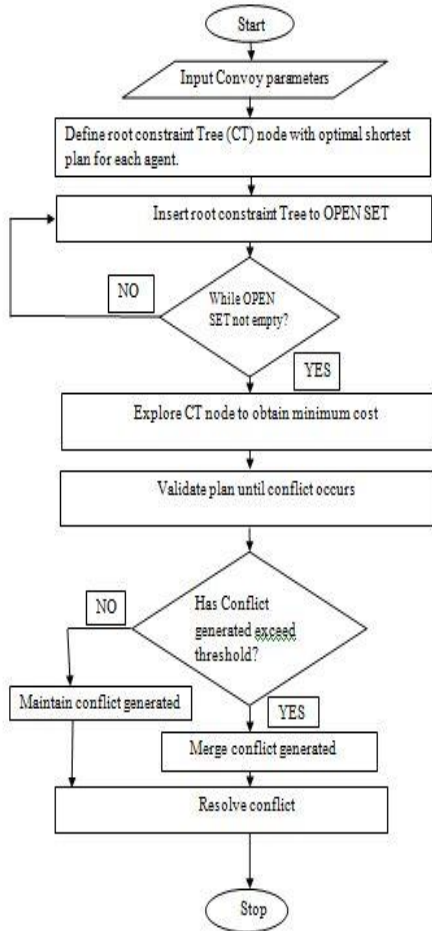 Start
Input Convoy parameters
Define root constraint Tree (CT) node with optimal shortest
plan for each agent.
Insert root constraint Tree to OPEN SET
NO
While OPEN
SET not empty?
YES
Explore CT node to obtain minimum cost
Validate plan until conflict occurs
NO
Has Conflict
generated exceed
threshold?
Maintain conflict generated
YES
Merge conflict generated
Resolve conflict
Stop